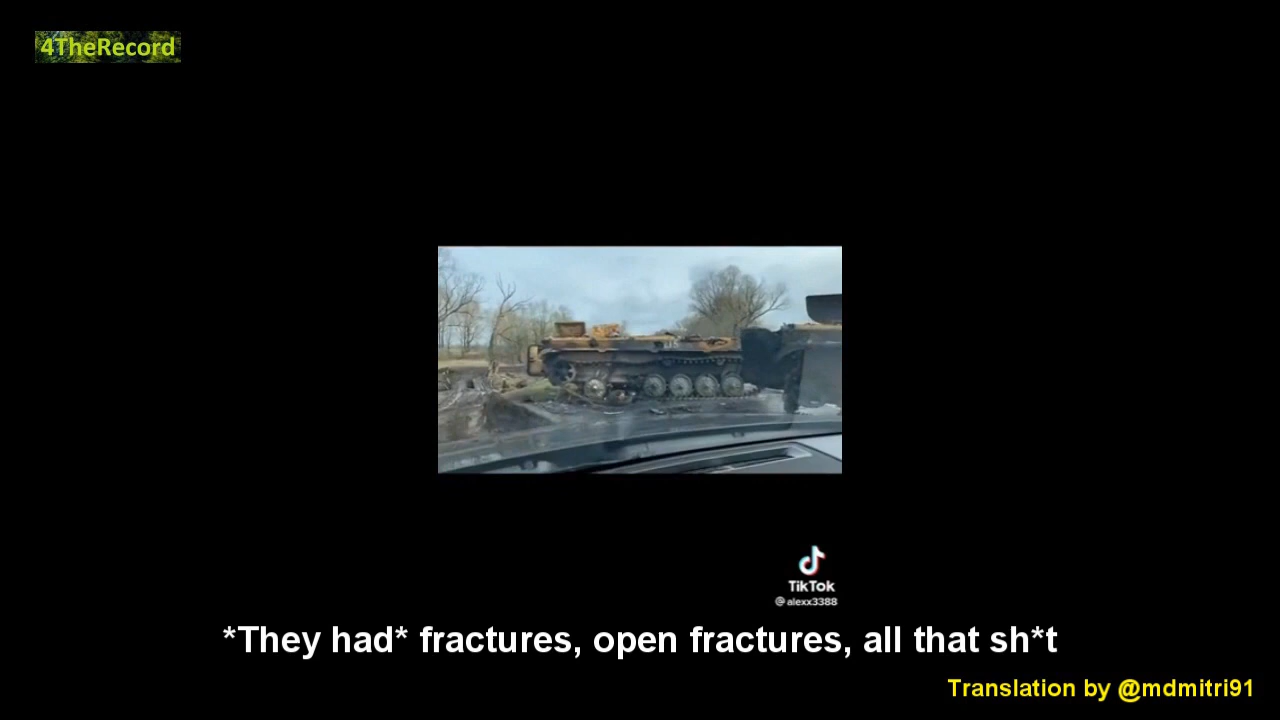 4TheRecord
TikTok
@alexx3388
*They had* fractures, open fractures, all that sh*t
Translation by @mdmitri91